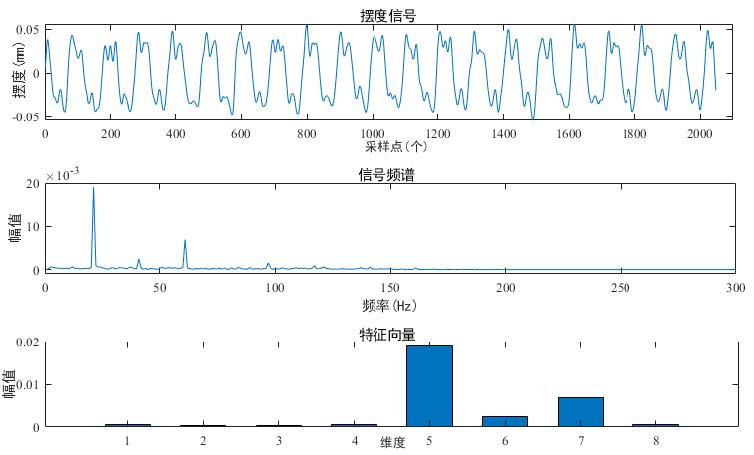 摆度信号
0.05
0
-0.05
摆度(mm)
0 200 400 600 800 1000 1200 1400 1600 1800 2000
采样点(个)
信号频谱
×10-3
20
10
0
幅值
0 50 100 150 200 250 300
频率(Hz)
特征向量
0.02
0.01
0
幅值
1 2 3 4 5 6 7 8
维度